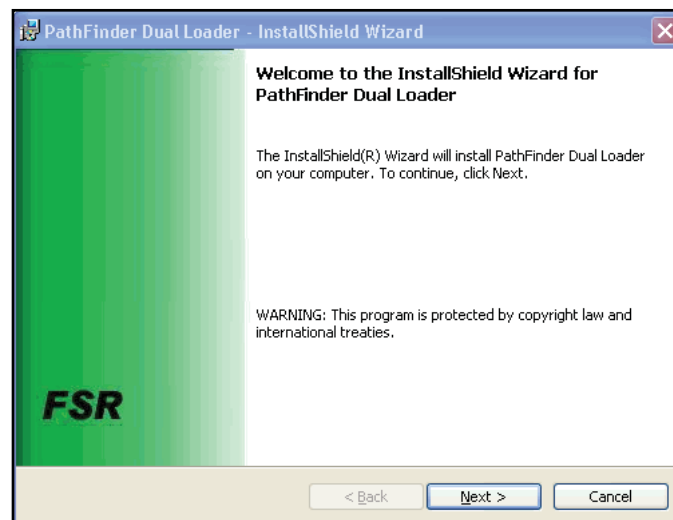 PathFinder Dual Loader - InstallShield Wizard
Welcome to the InstallShield Wizard for
PathFinder Dual Loader
The InstallShield(R) Wizard will install PathFinder Dual Loader
on your computer. To continue, click Next.
WARNING: This program is protected by copyright law and
international treaties.
FSR
< Back
Next >
Cancel